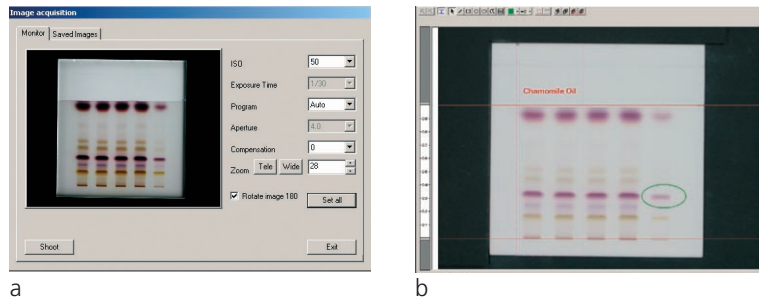 Image acquisition
Monitor
Saved Images
ISO
50
Exposure Time
1/30
Program
Auto
Aperture
4.0
Compensation
0
Zoom
Tele
Wide
28
Rotate image 180
Set all
Shoot
Exit
Chamomile Oil
a
b